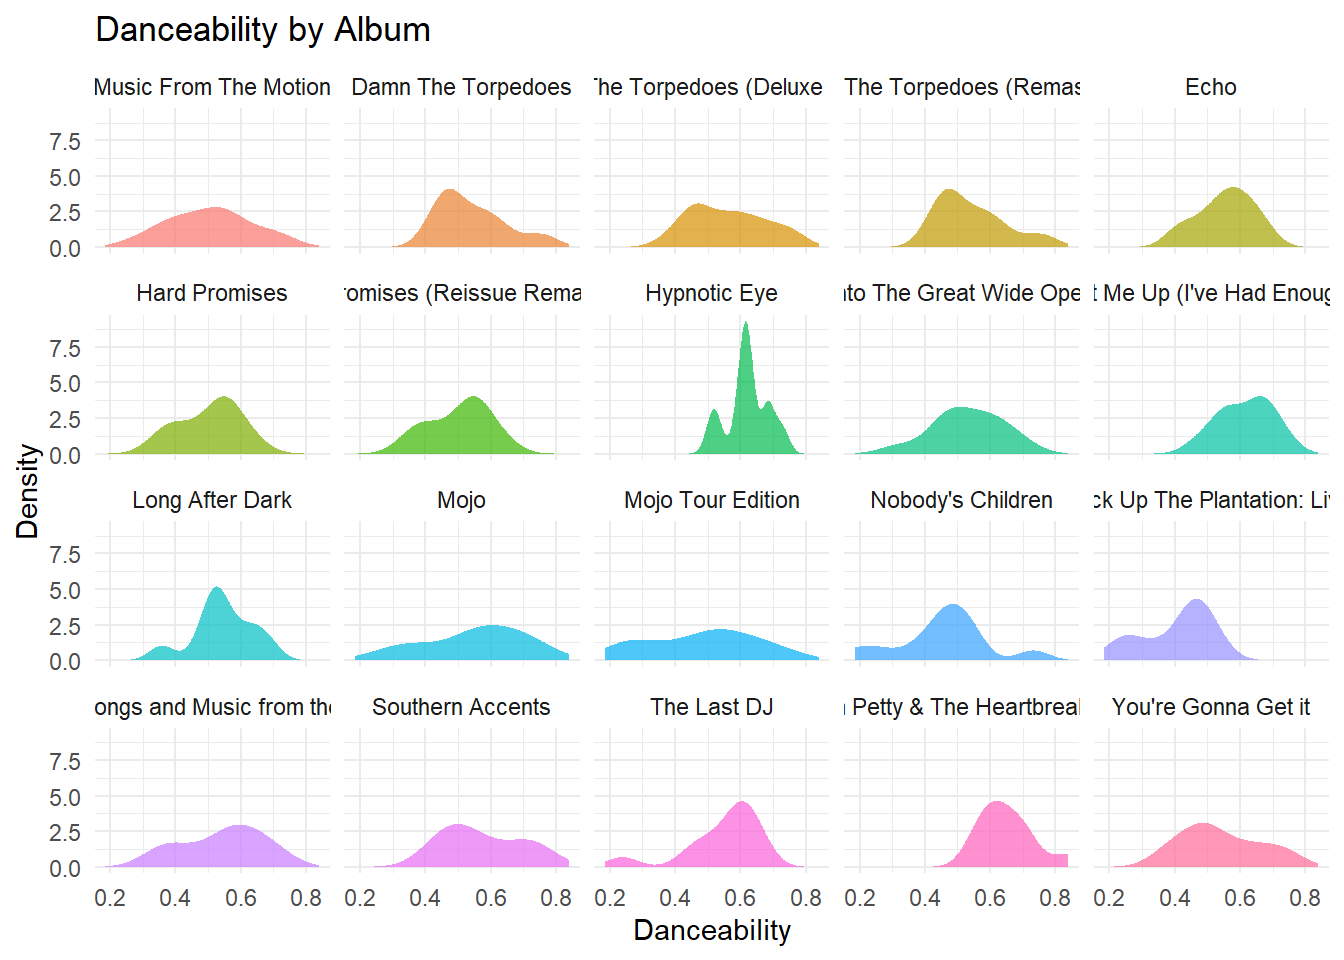 Danceability by Album
Music From The Motion Damn The Torpedoes The Torpedoes (Deluxe The Torpedoes (Remas Echo
7.5
5.0
2.5
0.0
Hard Promises romises (Reissue Rema Hypnotic Eye nto The Great Wide Ope t Me Up (I've Had Enoug
7.5
5.0
2.5
0.0
Density
Long After Dark Mojo Mojo Tour Edition Nobody's Children ck Up The Plantation: Liv
7.5
5.0
2.5
0.0
ongs and Music from the Southern Accents The Last DJ Petty & The Heartbreak You're Gonna Get it
7.5
5.0
2.5
0.0
0.2 0.4 0.6 0.8 0.2 0.4 0.6 0.8 0.2 0.4 0.6 0.8 0.2 0.4 0.6 0.8 0.2 0.4 0.6 0.8
Danceability